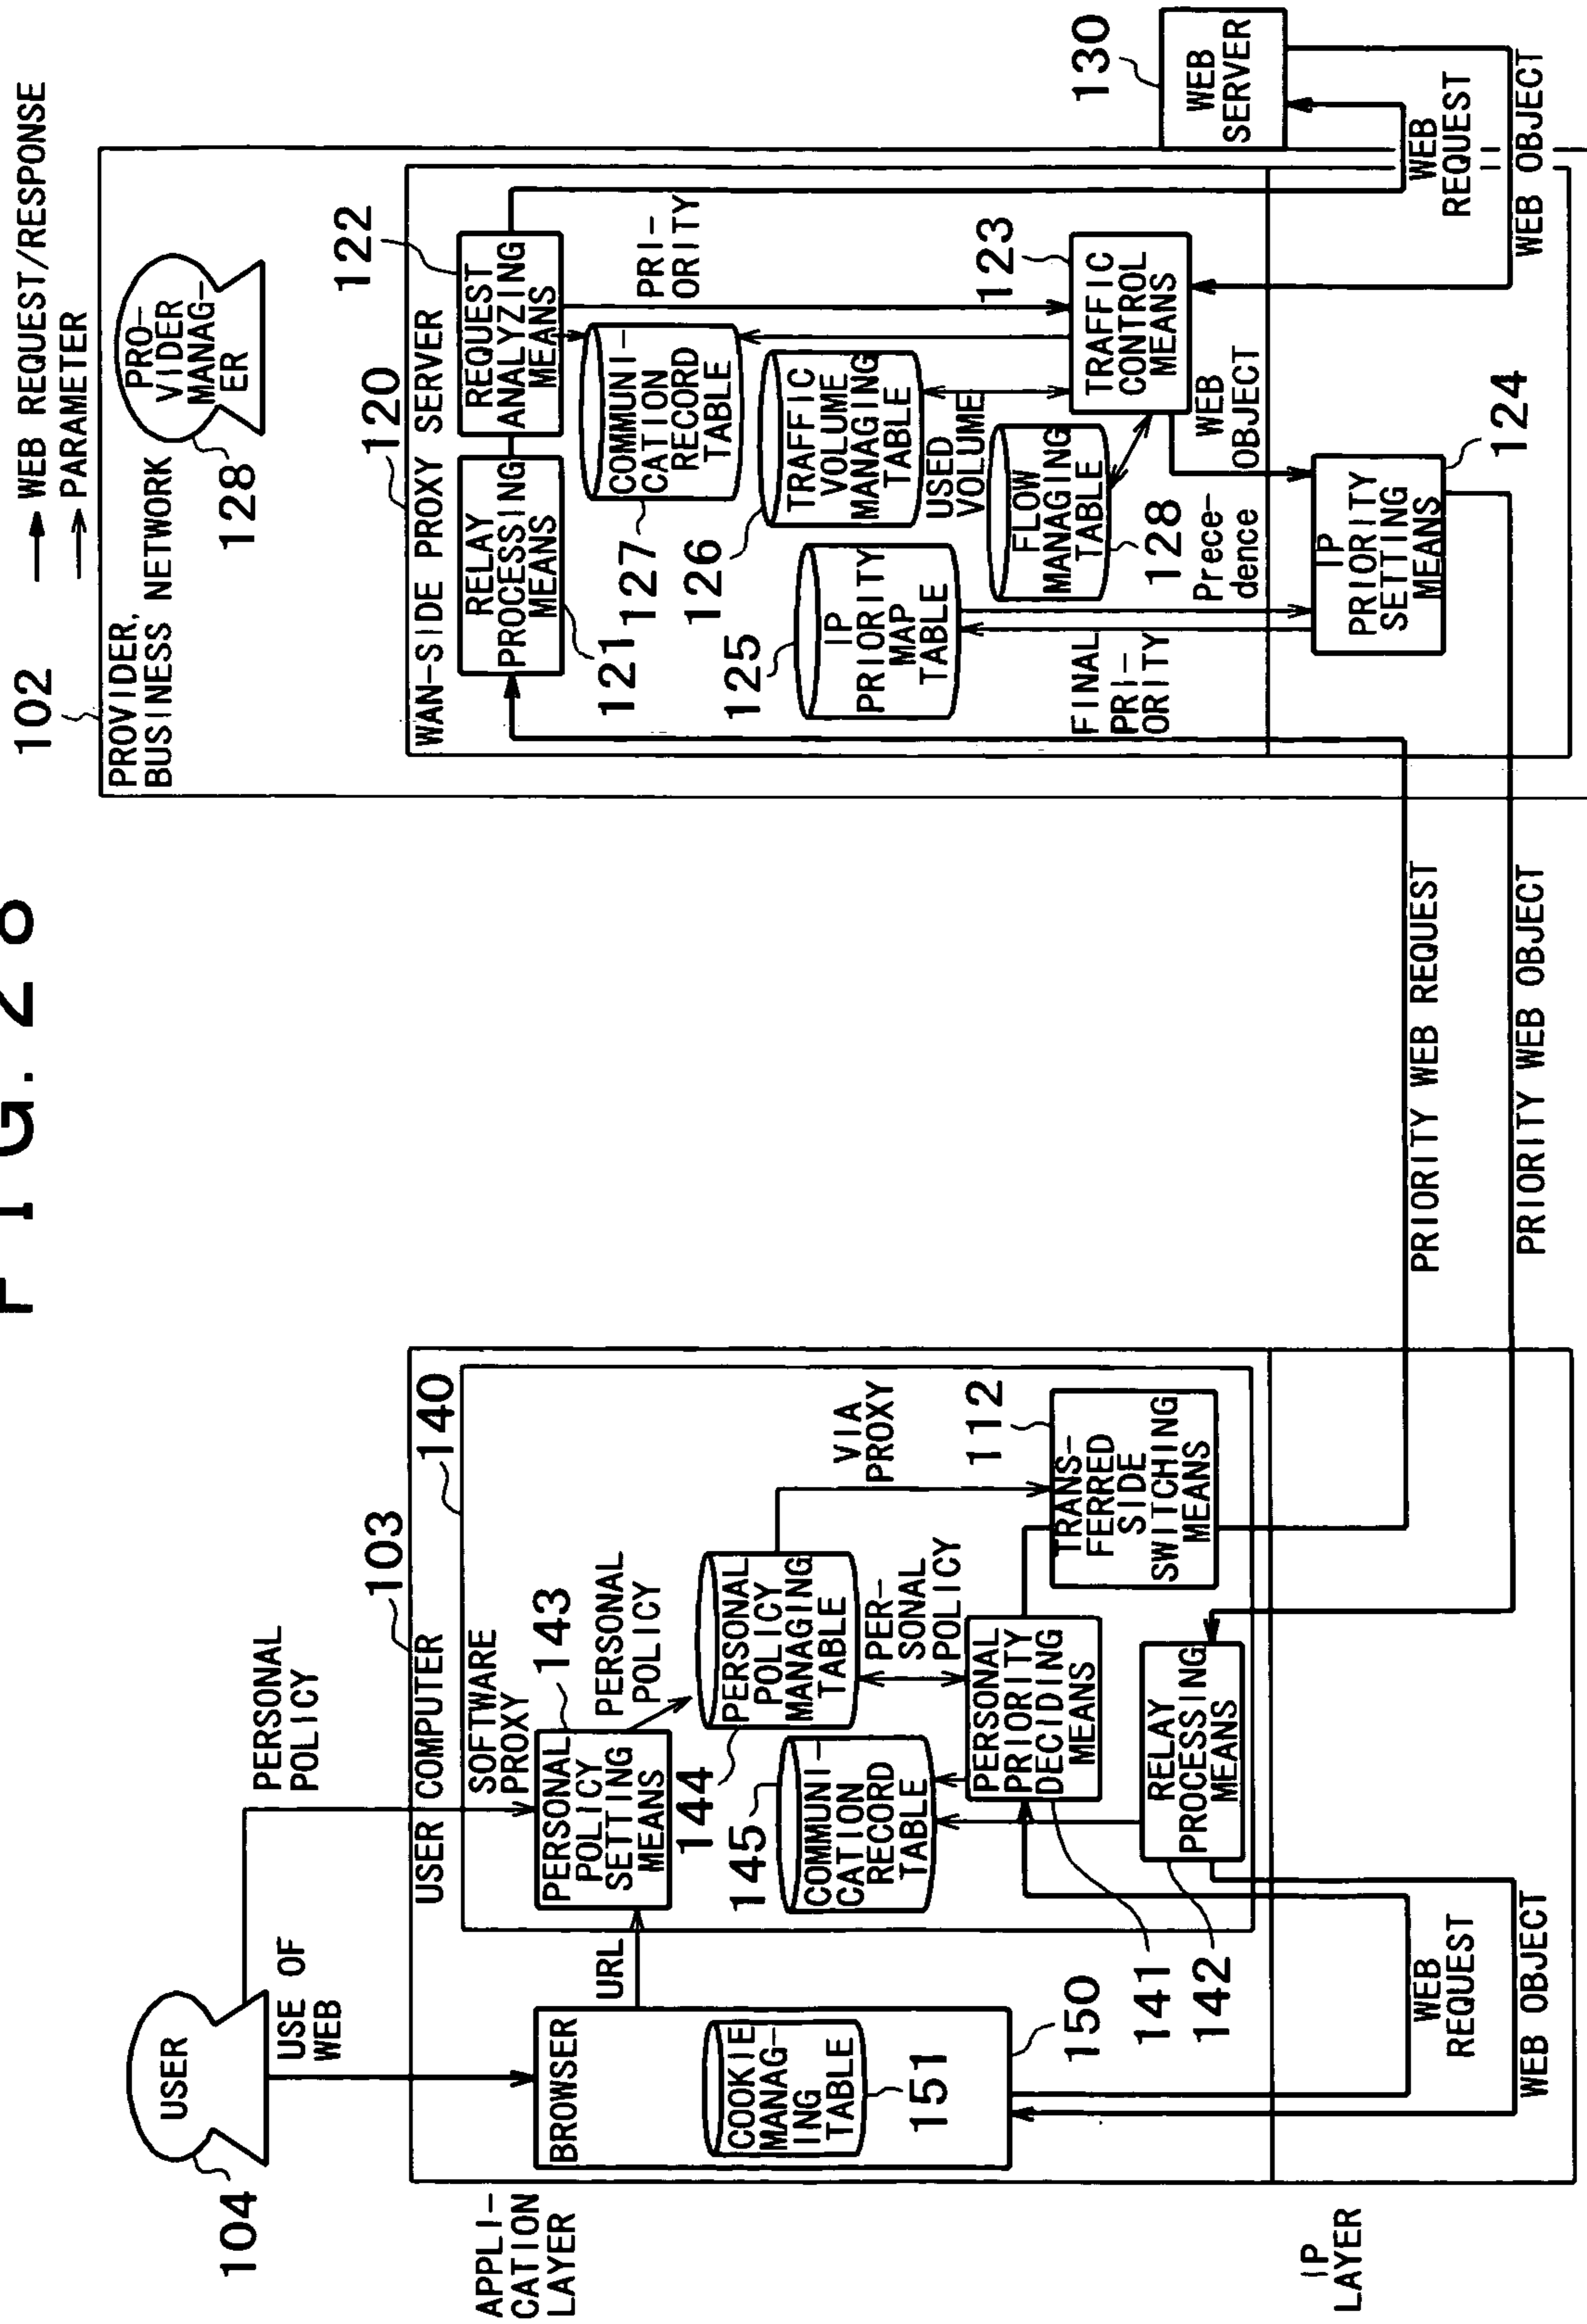 F I G. 2 8
102
PROVIDER,
BUSINESS NETWORK
WEB REQUEST/RESPONSE
PARAMETER
PRO-
VIDER
MANAG-
ER
128
104
USER
USE OF
WEB
PERSONAL
POLICY
APPLI-
CATION
LAYER
IP
LAYER
103
USER COMPUTER
140
SOFTWARE
PROXY
BROWSER
COOKIE
MANAG-
ING
TABLE
151
150
URL
PERSONAL
POLICY
SETTING
MEANS
143
PERSONAL
POLICY
144
PERSONAL
POLICY
MANAGING
TABLE
145
COMMUNI-
CATION
RECORD
TABLE
PER-
SONAL
POLICY
VIA
PROXY
PERSONAL
PRIORITY
DECIDING
MEANS
141
112
TRANS-
FERRED
SIDE
SWITCHING
MEANS
RELAY
PROCESSING
MEANS
142
WEB
REQUEST
WEB OBJECT
PRIORITY WEB REQUEST
PRIORITY WEB OBJECT
120
WAN-SIDE PROXY SERVER
RELAY
PROCESSING
MEANS
121
122
REQUEST
ANALYZING
MEANS
127
COMMUNI-
CATION
RECORD
TABLE
PRI-
ORITY
126
TRAFFIC
VOLUME
MANAGING
TABLE
USED
VOLUME
125
IP
PRIORITY
MAP
TABLE
FLOW
MANAGING
TABLE
128
123
TRAFFIC
CONTROL
MEANS
FINAL
PRI-
ORITY
Prece-
dence
WEB
OBJECT
IP
PRIORITY
SETTING
MEANS
124
130
WEB
SERVER
WEB
REQUEST
WEB OBJECT